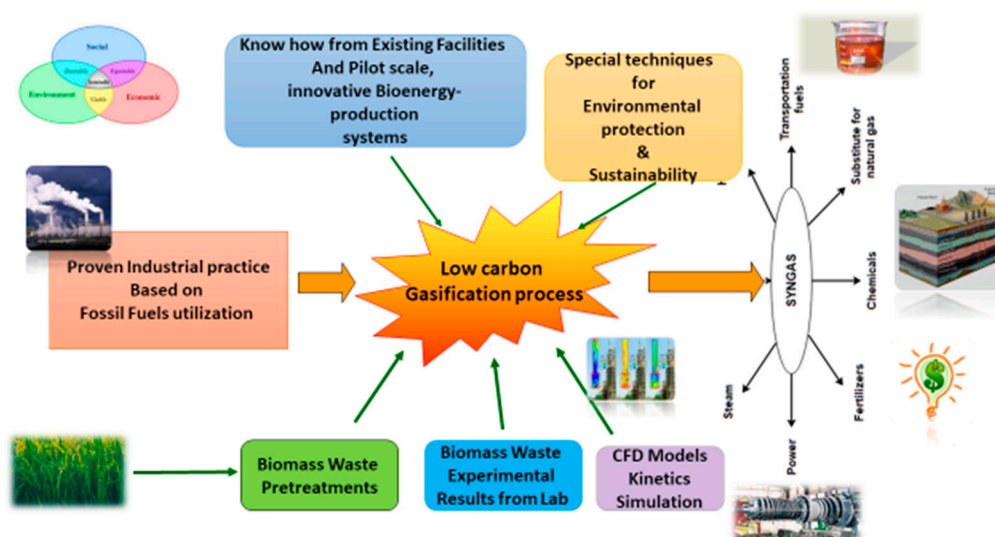 Social
Desirable
Equitable
Sustainable
Environment
Viable
Economic
Know how from Existing Facilities
And Pilot scale,
innovative Bioenergy-
production
systems
Special techniques
for
Environmental
protection
&
Sustainability
Proven Industrial practice
Based on
Fossil Fuels utilization
Low carbon
Gasification process
Biomass Waste
Pretreatments
Biomass Waste
Experimental
Results from Lab
CFD Models
Kinetics
Simulation
SYNGAS
Transportation
fuels
Substitute for
natural gas
Chemicals
Fertilizers
Power
Steam